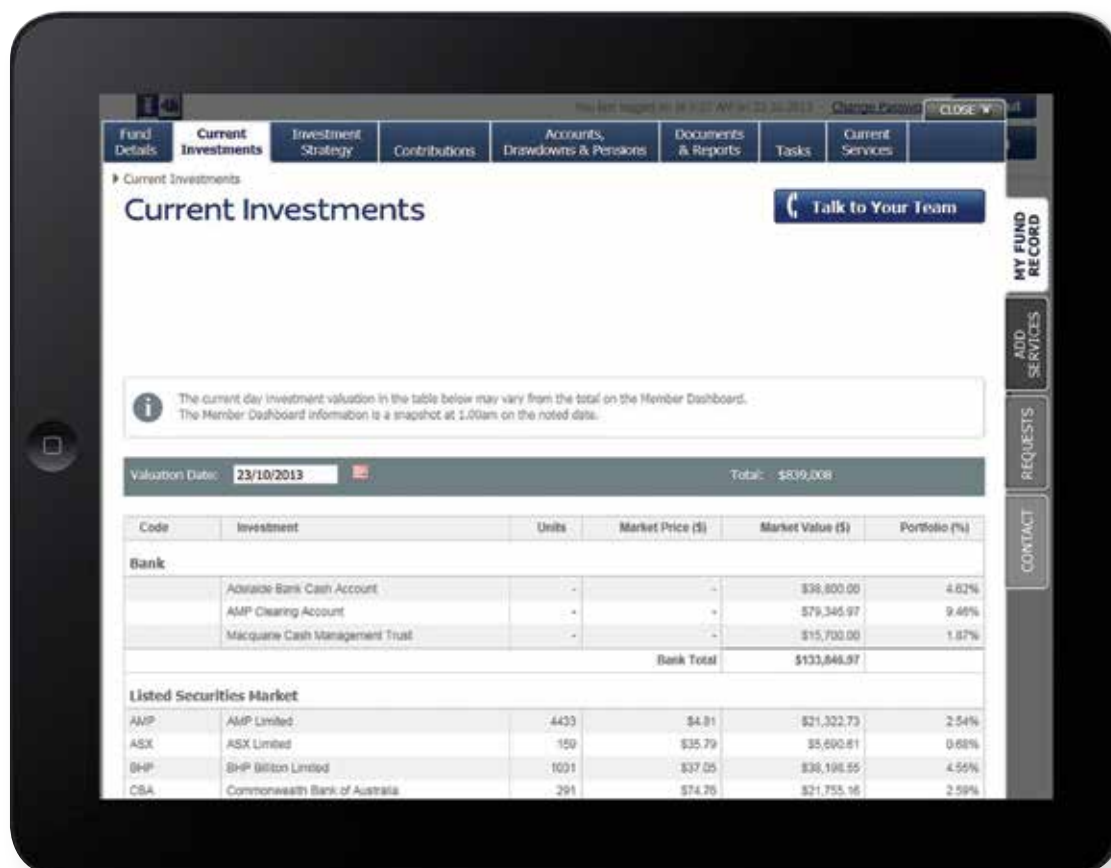 Change
CLOSE X
Fund Details
Current Investments
Investment Strategy
Contributions
Accounts, Drawdowns & Pensions
Documents & Reports
Tasks
Current Services
Current Investments
Current Investments
Talk to Your Team
MY FUND RECORD
ADD SERVICES
REQUESTS
CONTACT
The current day investment valuation in the table below may vary from the total on the Member Dashboard.
The Member Dashboard information is a snapshot at 1.00am on the noted date.
Valuation Date: 23/10/2013 Total: $839,008
Code Investment Units Market Price ($) Market Value ($) Portfolio (%)
Bank
Adelaide Bank Cash Account - - $38,800.00 4.62%
AMP Clearing Account - - $79,346.97 9.46%
Macquarie Cash Management Trust - - $15,700.00 1.87%
Bank Total $133,846.97
Listed Securities Market
AMP AMP Limited 4433 $4.81 $21,322.73 2.54%
ASX ASX Limited 159 $35.79 $5,690.61 0.68%
BHP BHP Billiton Limited 1031 $37.05 $38,198.55 4.55%
CBA Commonwealth Bank of Australia 291 $74.76 $21,755.16 2.59%